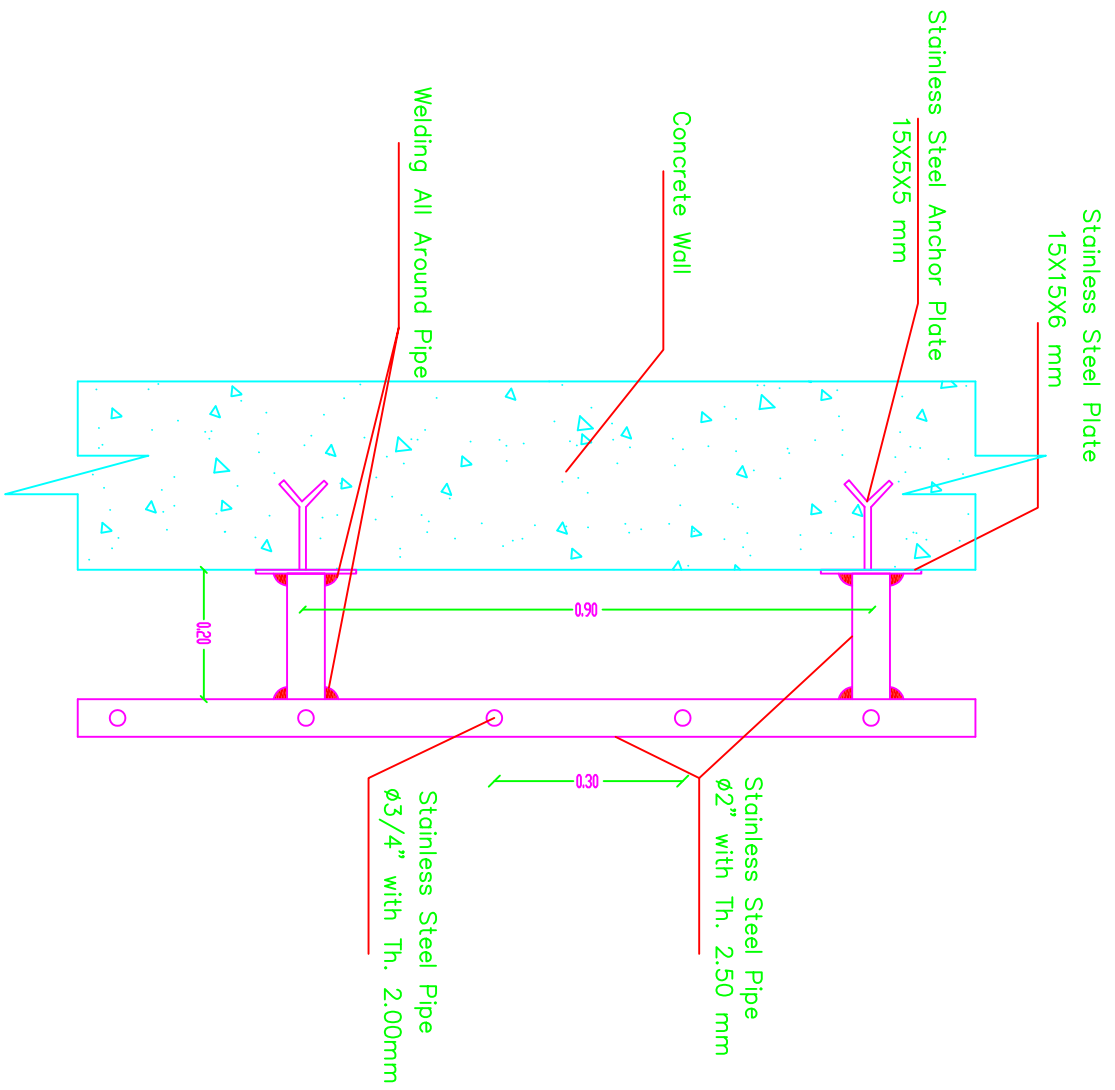 Stainless Steel Plate
15X15X6 mm
Stainless Steel Anchor Plate
15X5X5 mm
Concrete Wall
Welding All Around Pipe
0.90
0.20
0.30
Stainless Steel Pipe
ø2" with Th. 2.50 mm
Stainless Steel Pipe
ø3/4" with Th. 2.00mm